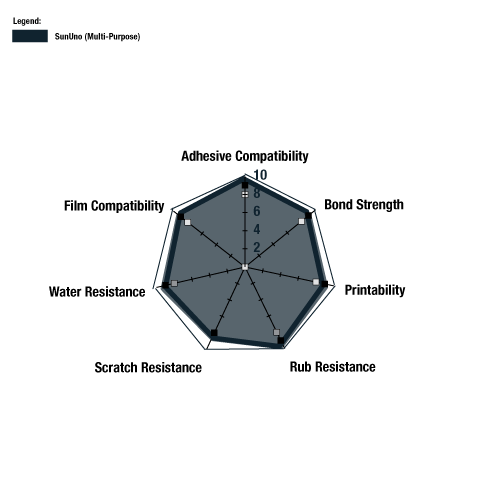 Legend:
SunUno (Multi-Purpose)
Adhesive Compatibility
10
8
Film Compatibility
Bond Strength
6
4
2
Water Resistance
Printability
Scratch Resistance
Rub Resistance